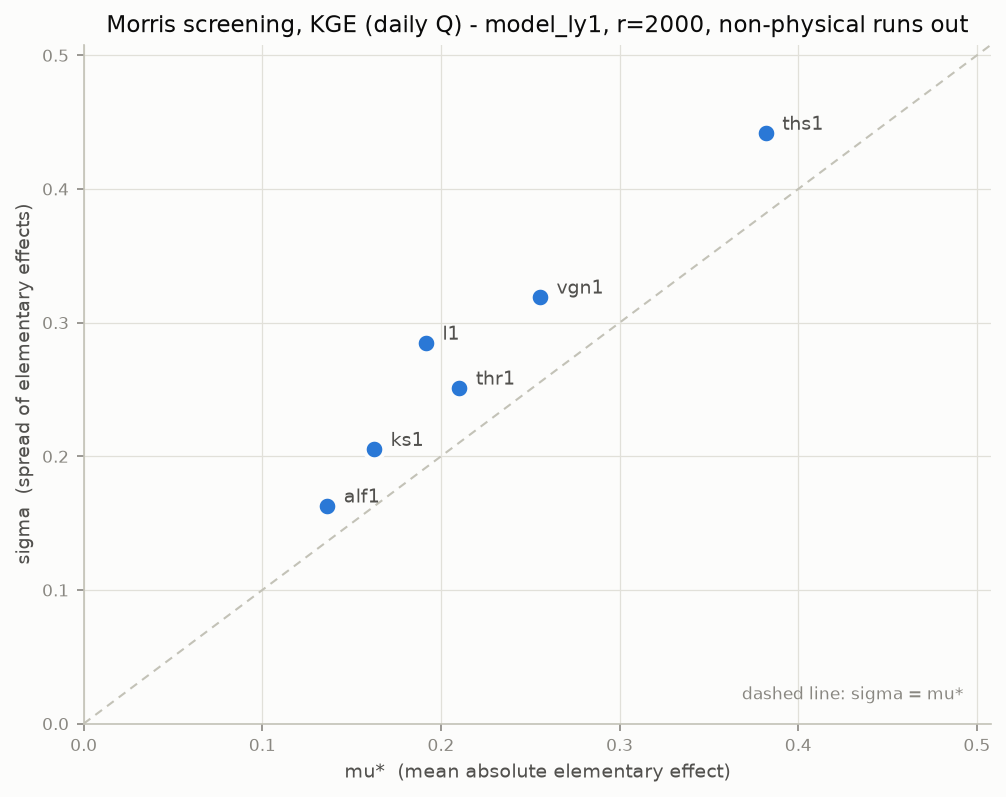 Morris screening, KGE (daily Q) - model_ly1, r=2000, non-physical runs out
0.5
0.4
0.3
0.2
0.1
0.0
sigma (spread of elementary effects)
ths1
vgn1
l1
thr1
ks1
alf1
dashed line: sigma = mu*
0.0 0.1 0.2 0.3 0.4 0.5
mu* (mean absolute elementary effect)